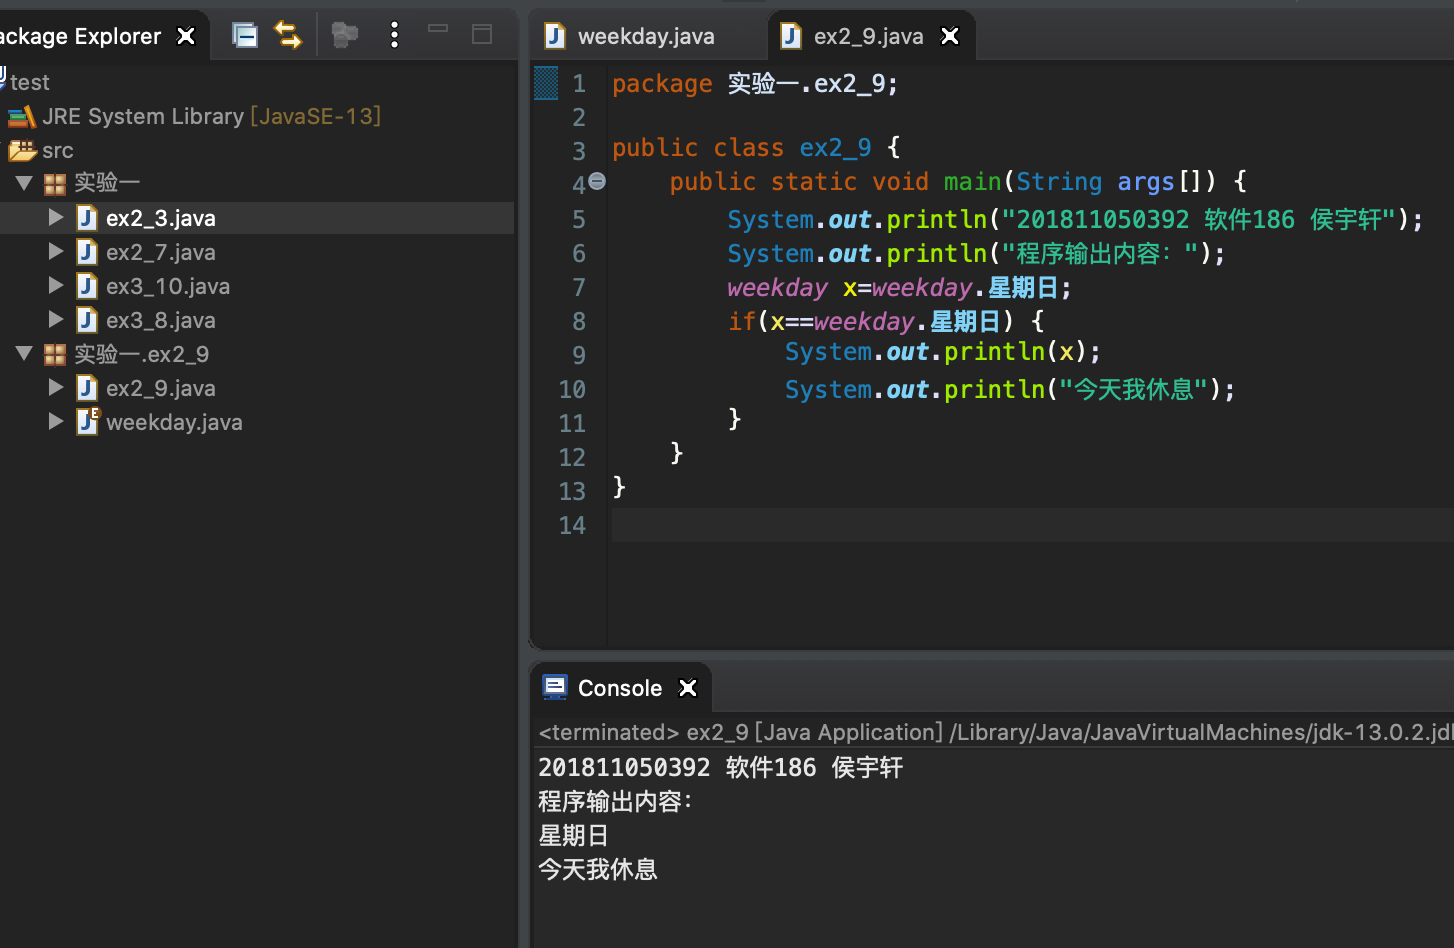 ackage Explorer
test
JRE System Library [JavaSE-13]
src
实验一
ex2_3.java
ex2_7.java
ex3_10.java
ex3_8.java
实验一.ex2_9
ex2_9.java
weekday.java
weekday.java
ex2_9.java
1 package 实验一.ex2_9;
2
3 public class ex2_9 {
4 public static void main(String args[]) {
5 System.out.println("201811050392 软件186 侯宇轩");
6 System.out.println("程序输出内容：");
7 weekday x=weekday.星期日;
8 if(x==weekday.星期日) {
9 System.out.println(x);
10 System.out.println("今天我休息");
11 }
12 }
13 }
14
Console
<terminated> ex2_9 [Java Application] /Library/Java/JavaVirtualMachines/jdk-13.0.2.jd
201811050392 软件186 侯宇轩
程序输出内容：
星期日
今天我休息